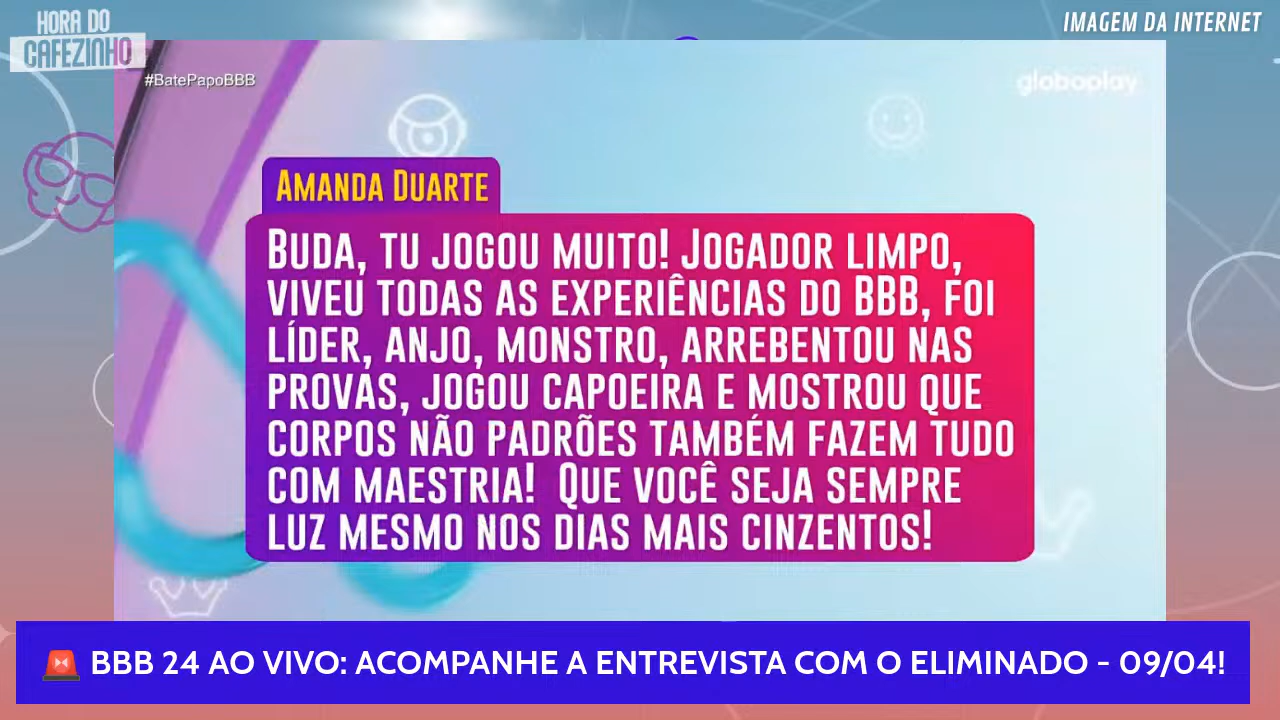 HORA DO
CAFEZINHO
IMAGEM DA INTERNET
#BatePapoBBB
globoplay
AMANDA DUARTE
BUDA, TU JOGOU MUITO! JOGADOR LIMPO,
VIVEU TODAS AS EXPERIÊNCIAS DO BBB, FOI
LÍDER, ANJO, MONSTRO, ARREBENTOU NAS
PROVAS, JOGOU CAPOEIRA E MOSTROU QUE
CORPOS NÃO PADRÕES TAMBÉM FAZEM TUDO
COM MAESTRIA! QUE VOCÊ SEJA SEMPRE
LUZ MESMO NOS DIAS MAIS CINZENTOS!
🚨 BBB 24 AO VIVO: ACOMPANHE A ENTREVISTA COM O ELIMINADO - 09/04!